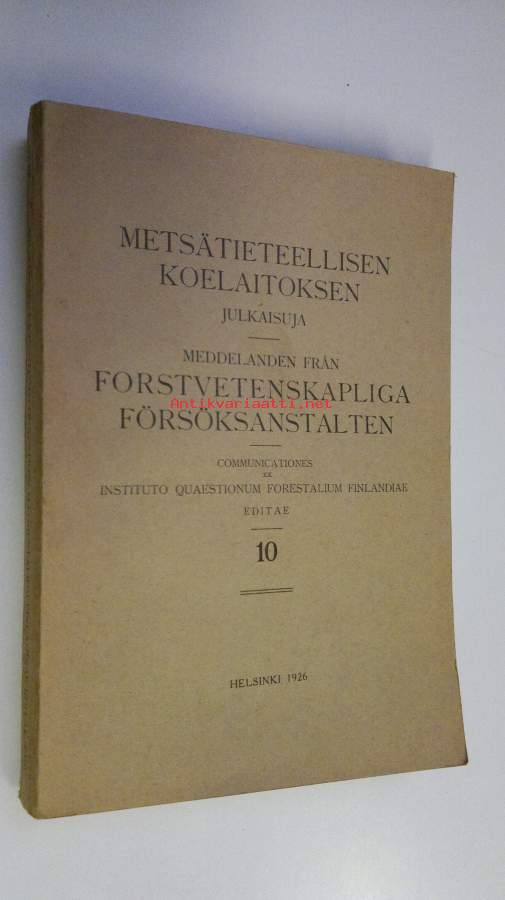 METSÄTIETEELLISEN
KOELAITOKSEN
JULKAISUJA
MEDDELANDEN FRÅN
FORSTVETENSKAPLIGA
Antikvariaatti.net
FÖRSÖKSANSTALTEN
COMMUNICATIONES
EX
INSTITUTO QUAESTIONUM FORESTALIUM FINLANDIAE
EDITAE
10
HELSINKI 1926